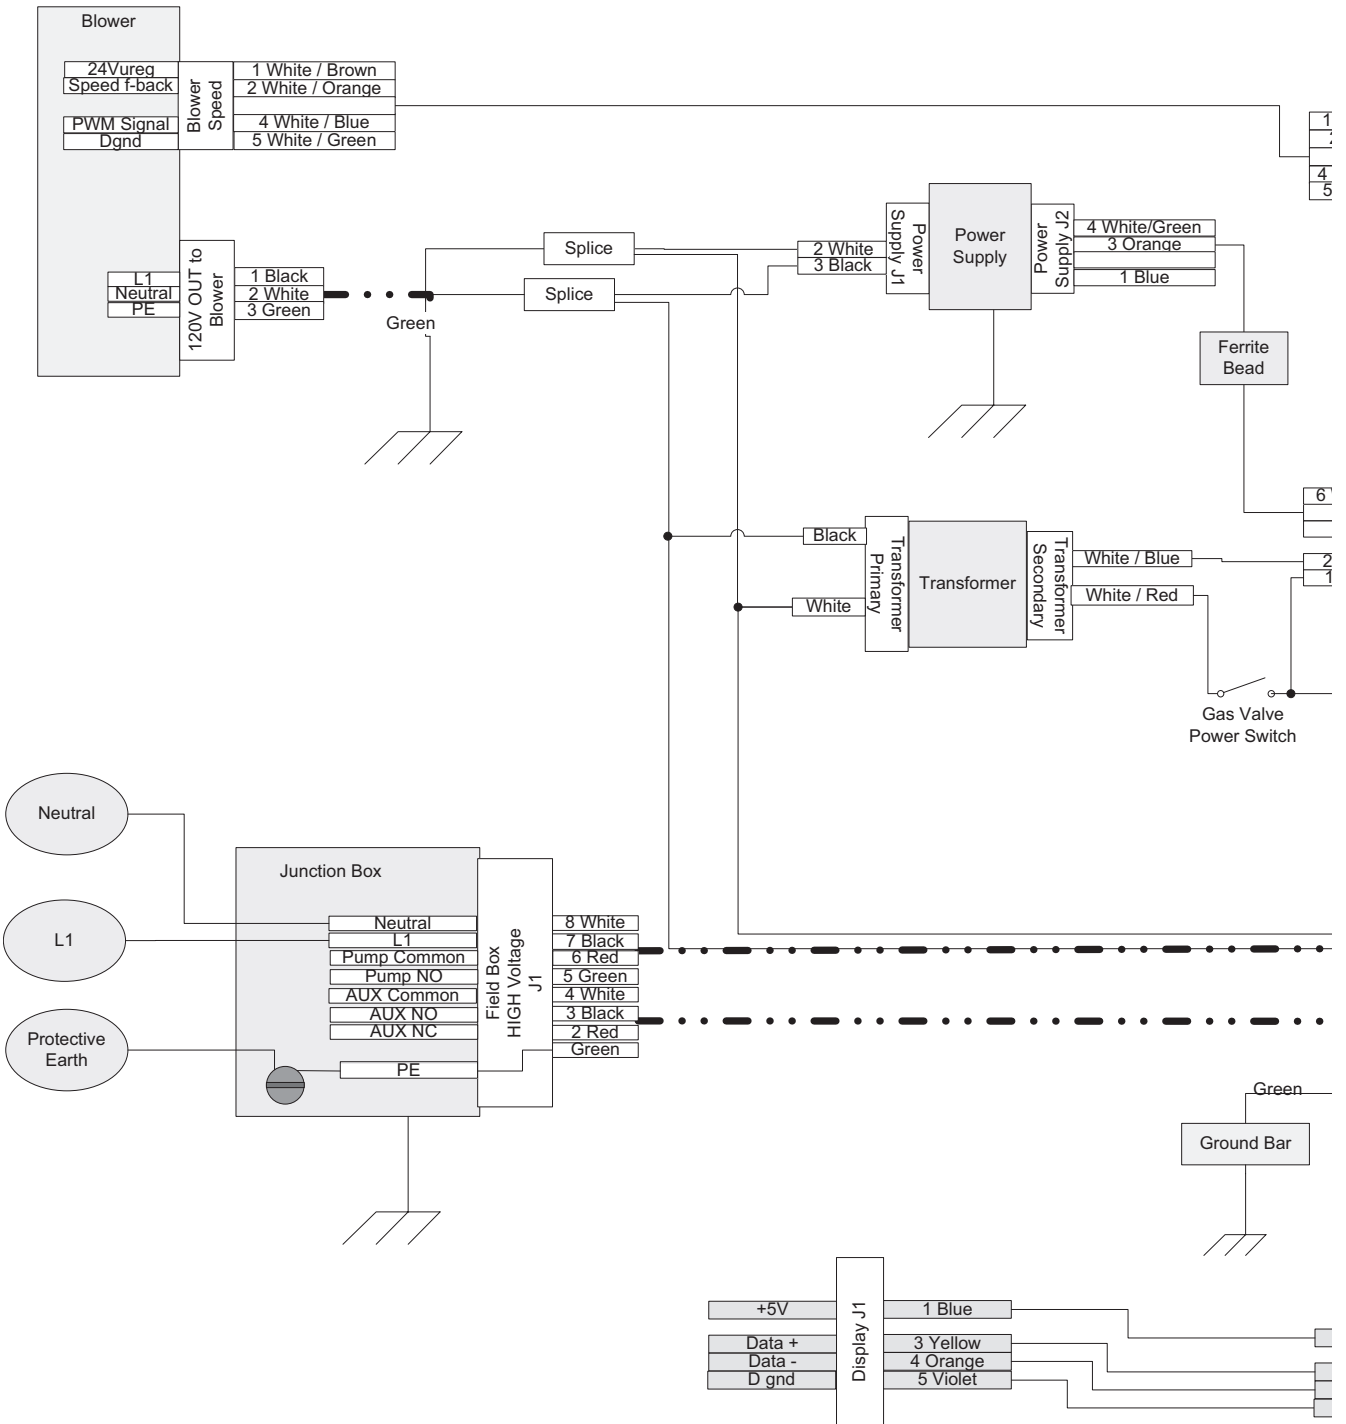 Blower
24Vureg
Speed f-back
PWM Signal
Dgnd
Blower
Speed
1 White / Brown
2 White / Orange
4 White / Blue
5 White / Green
1
4
5
L1
Neutral
PE
120V OUT to
Blower
1 Black
2 White
3 Green
Green
Splice
Splice
2 White
3 Black
Power
Supply J1
Power
Supply
Power
Supply J2
4 White/Green
3 Orange
1 Blue
Ferrite
Bead
6
Black
White
Transformer
Primary
Transformer
Transformer
Secondary
White / Blue
White / Red
2
1
Gas Valve
Power Switch
Neutral
L1
Protective
Earth
Junction Box
Neutral
L1
Pump Common
Pump NO
AUX Common
AUX NO
AUX NC
PE
Field Box
HIGH Voltage
J1
8 White
7 Black
6 Red
5 Green
4 White
3 Black
2 Red
Green
Green
Ground Bar
+5V
Data +
Data -
D gnd
Display J1
1 Blue
3 Yellow
4 Orange
5 Violet